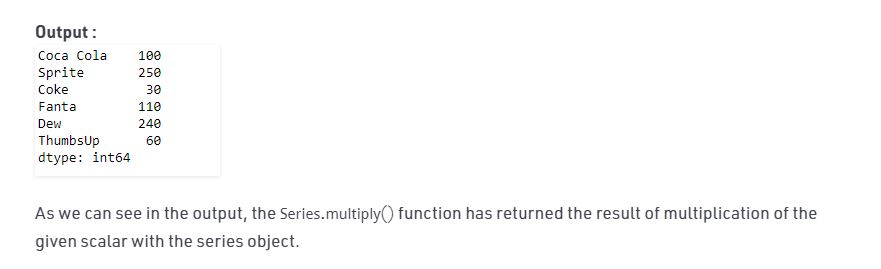 Output :
Coca Cola    100
Sprite       250
Coke          30
Fanta        110
Dew          240
ThumbsUp      60
dtype: int64
As we can see in the output, the Series.multiply() function has returned the result of multiplication of the
given scalar with the series object.